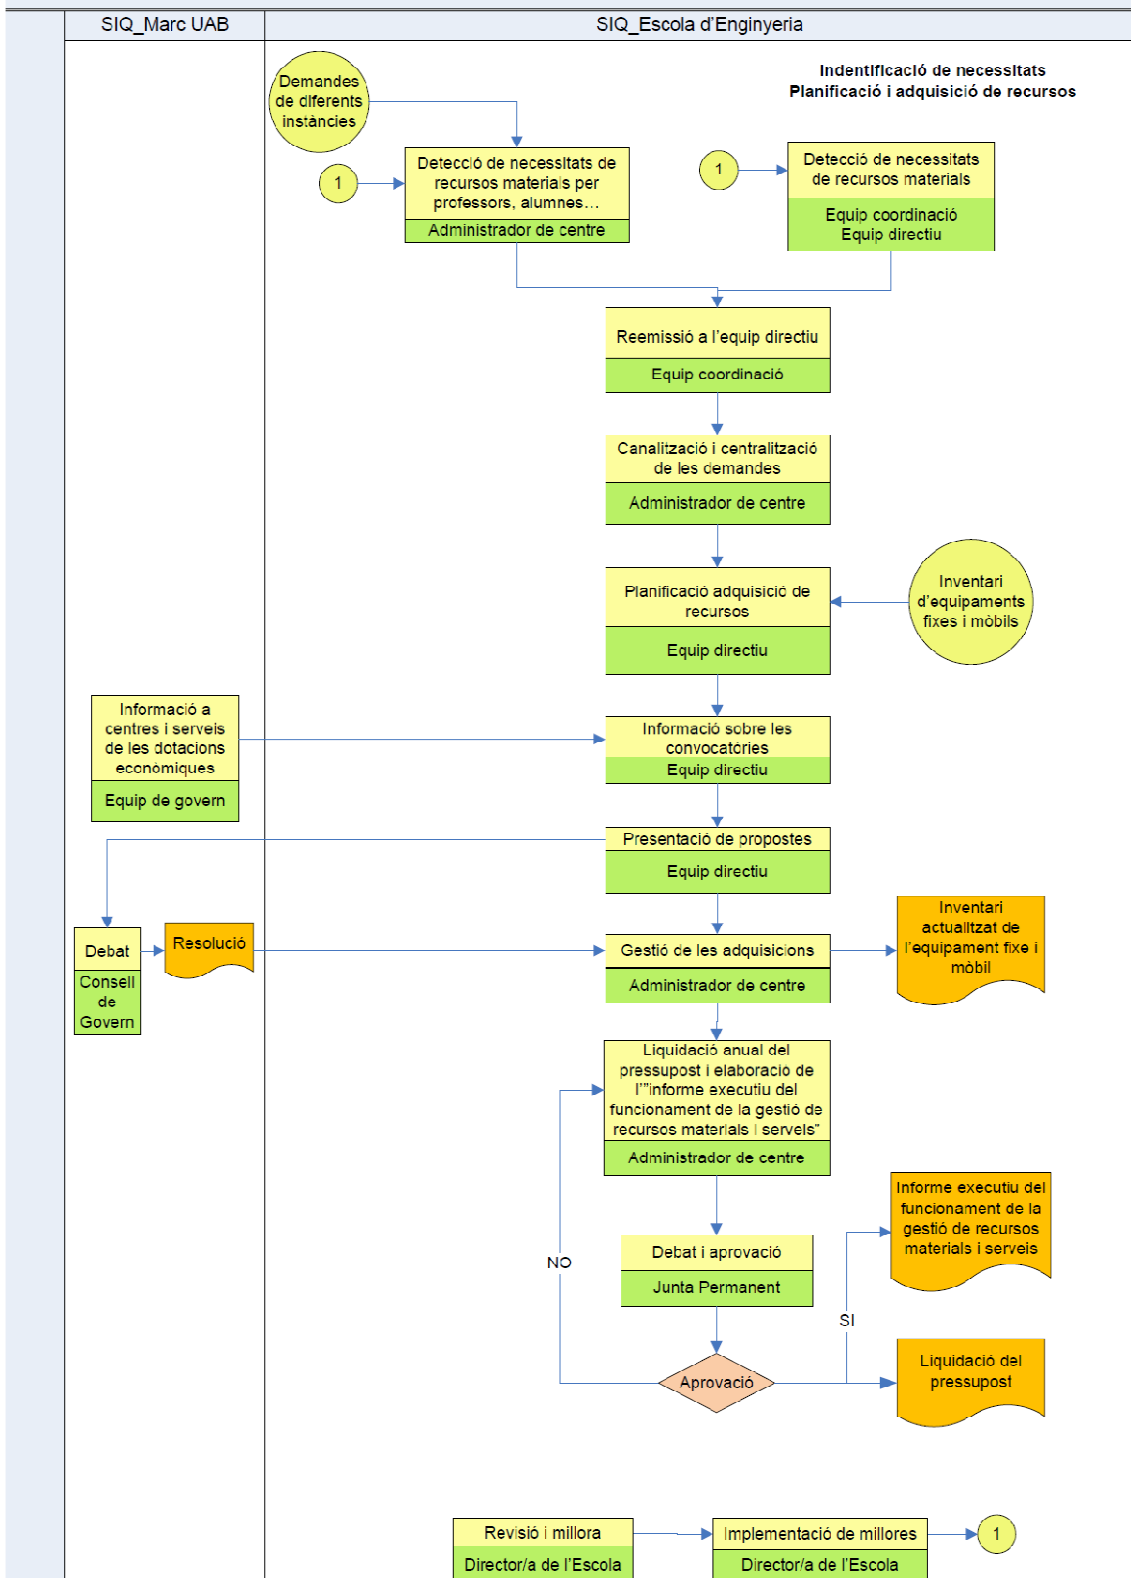 SIQ_Marc UAB
SIQ_Escola d'Enginyeria
Indentificació de necessitats
Planificació i adquisició de recursos
Demandes
de diferents
instàncies
1
Detecció de necessitats de
recursos materials per
professors, alumnes...
Administrador de centre
1
Detecció de necessitats
de recursos materials
Equip coordinació
Equip directiu
Reemissió a l'equip directiu
Equip coordinació
Canalització i centralització
de les demandes
Administrador de centre
Planificació adquisició de
recursos
Equip directiu
Inventari
d'equipaments
fixes i mòbils
Informació a
centres i serveis
de les dotacions
econòmiques
Equip de govern
Informació sobre les
convocatòries
Equip directiu
Presentació de propostes
Equip directiu
Debat
Consell
de
Govern
Resolució
Gestió de les adquisicions
Administrador de centre
Inventari
actualtzat de
l'equipament fixe i
mòbil
Liquidació anual del
pressupost i elaboració de
l'"informe executiu del
funcionament de la gestió de
recursos materials i serveis"
Administrador de centre
Debat i aprovació
Junta Permanent
NO
Aprovació
SI
Informe executiu del
funcionament de la
gestió de recursos
materials i serveis
Liquidació del
pressupost
Revisió i millora
Director/a de l'Escola
Implementació de millores
Director/a de l'Escola
1